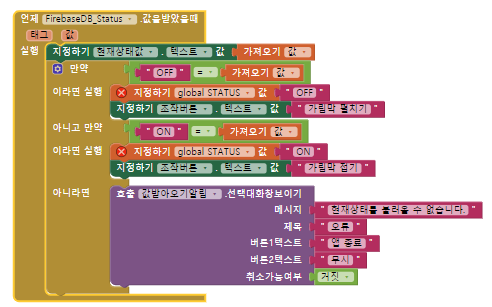 언제 FirebaseDB_Status .값을받았을때
태그 값
실행 지정하기 현재상태값 . 텍스트 값 가져오기 값
만약 " OFF " = 가져오기 값
이라면 실행 지정하기 global STATUS 값 " OFF "
지정하기 조작버튼 . 텍스트 값 " 가림막 펼치기 "
아니고 만약 " ON " = 가져오기 값
이라면 실행 지정하기 global STATUS 값 " ON "
지정하기 조작버튼 . 텍스트 값 " 가림막 접기 "
아니라면 호출 값받아오기알림 .선택대화창보이기
메시지 " 현재상태를 불러올 수 없습니다. "
제목 " 오류 "
버튼1텍스트 " 앱 종료 "
버튼2텍스트 " 무시 "
취소가능여부 거짓